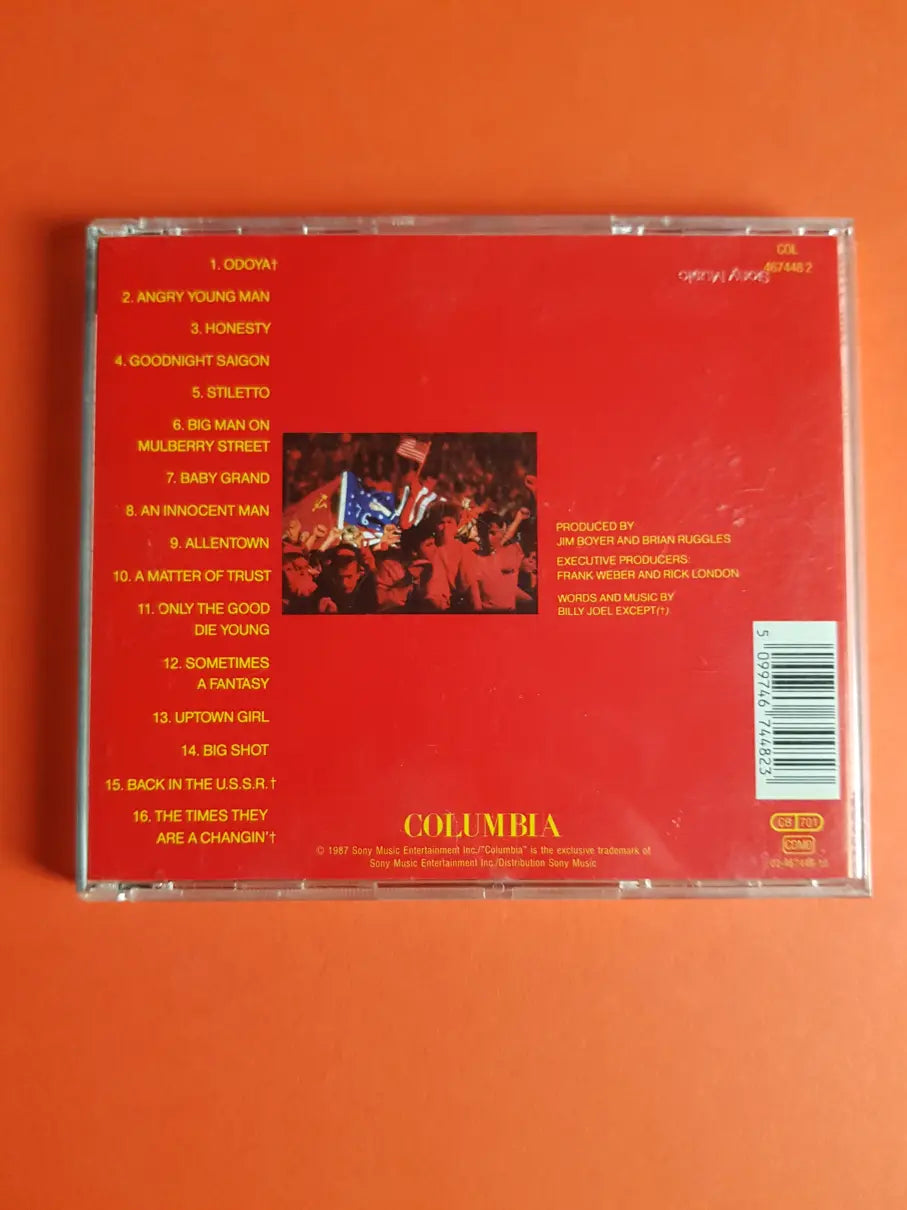 1. ODOYA†
2. ANGRY YOUNG MAN
3. HONESTY
4. GOODNIGHT SAIGON
5. STILETTO
6. BIG MAN ON
MULBERRY STREET
7. BABY GRAND
8. AN INNOCENT MAN
9. ALLENTOWN
10. A MATTER OF TRUST
11. ONLY THE GOOD
DIE YOUNG
12. SOMETIMES
A FANTASY
13. UPTOWN GIRL
14. BIG SHOT
15. BACK IN THE U.S.S.R.†
16. THE TIMES THEY
ARE A CHANGIN'†
COL
467448 2
Sony Music
PRODUCED BY
JIM BOYER AND BRIAN RUGGLES
EXECUTIVE PRODUCERS:
FRANK WEBER AND RICK LONDON
WORDS AND MUSIC BY
BILLY JOEL EXCEPT(†)
5 099746 744823
COLUMBIA
© 1987 Sony Music Entertainment Inc./"Columbia" is the exclusive trademark of
Sony Music Entertainment Inc./Distribution Sony Music
CB 701